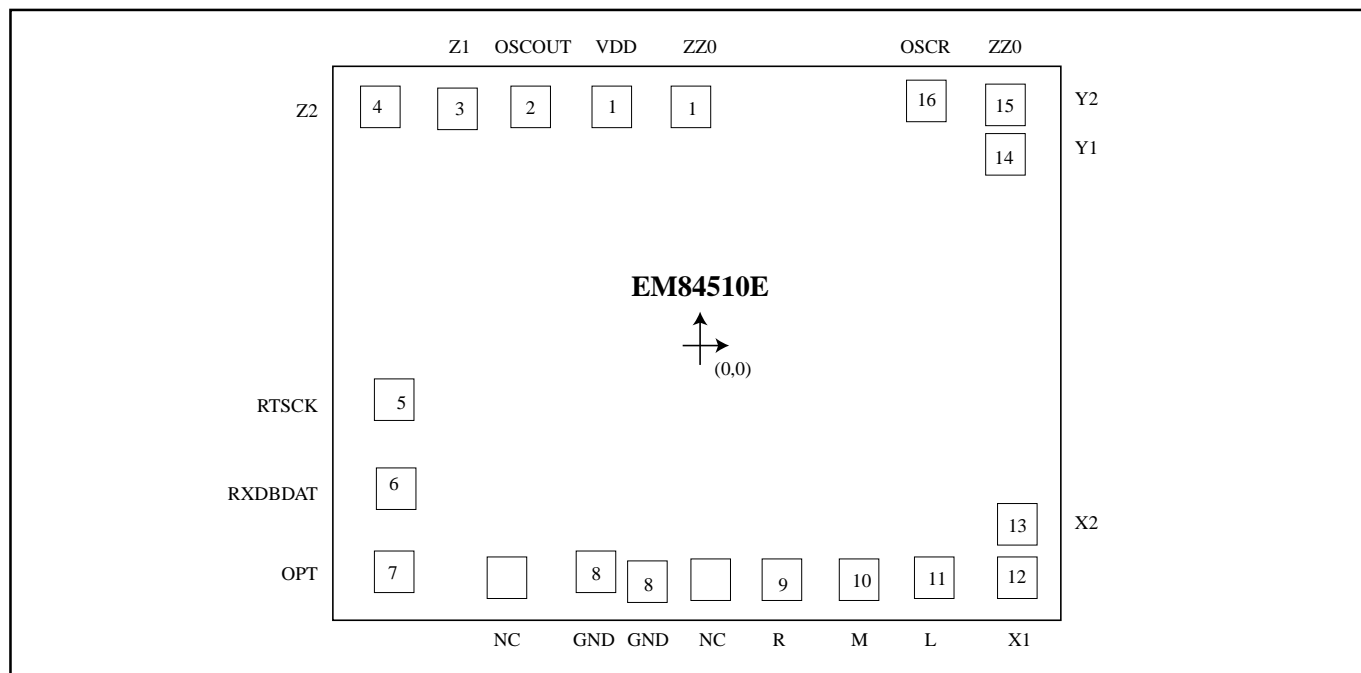 Z1 OSCOUT VDD ZZ0 OSCR ZZ0
Z2 4 3 2 1 1 16 15 Y2
14 Y1
EM84510E
(0,0)
RTSCK 5
RXDBDAT 6
13 X2
OPT 7 8 8 9 10 11 12
NC GND GND NC R M L X1